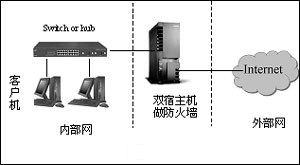 Switch or hub
客户机
内部网
双宿主机
做防火墙
Internet
外部网